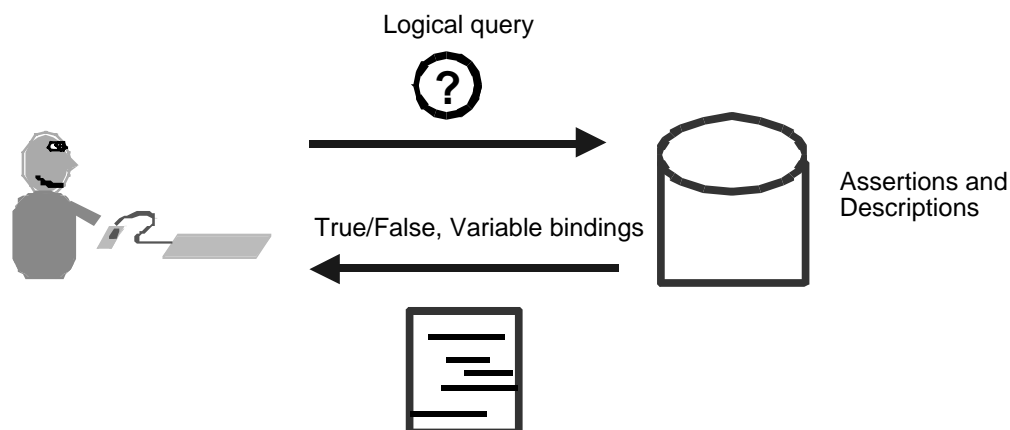 Logical query
?
Assertions and
Descriptions
True/False, Variable bindings